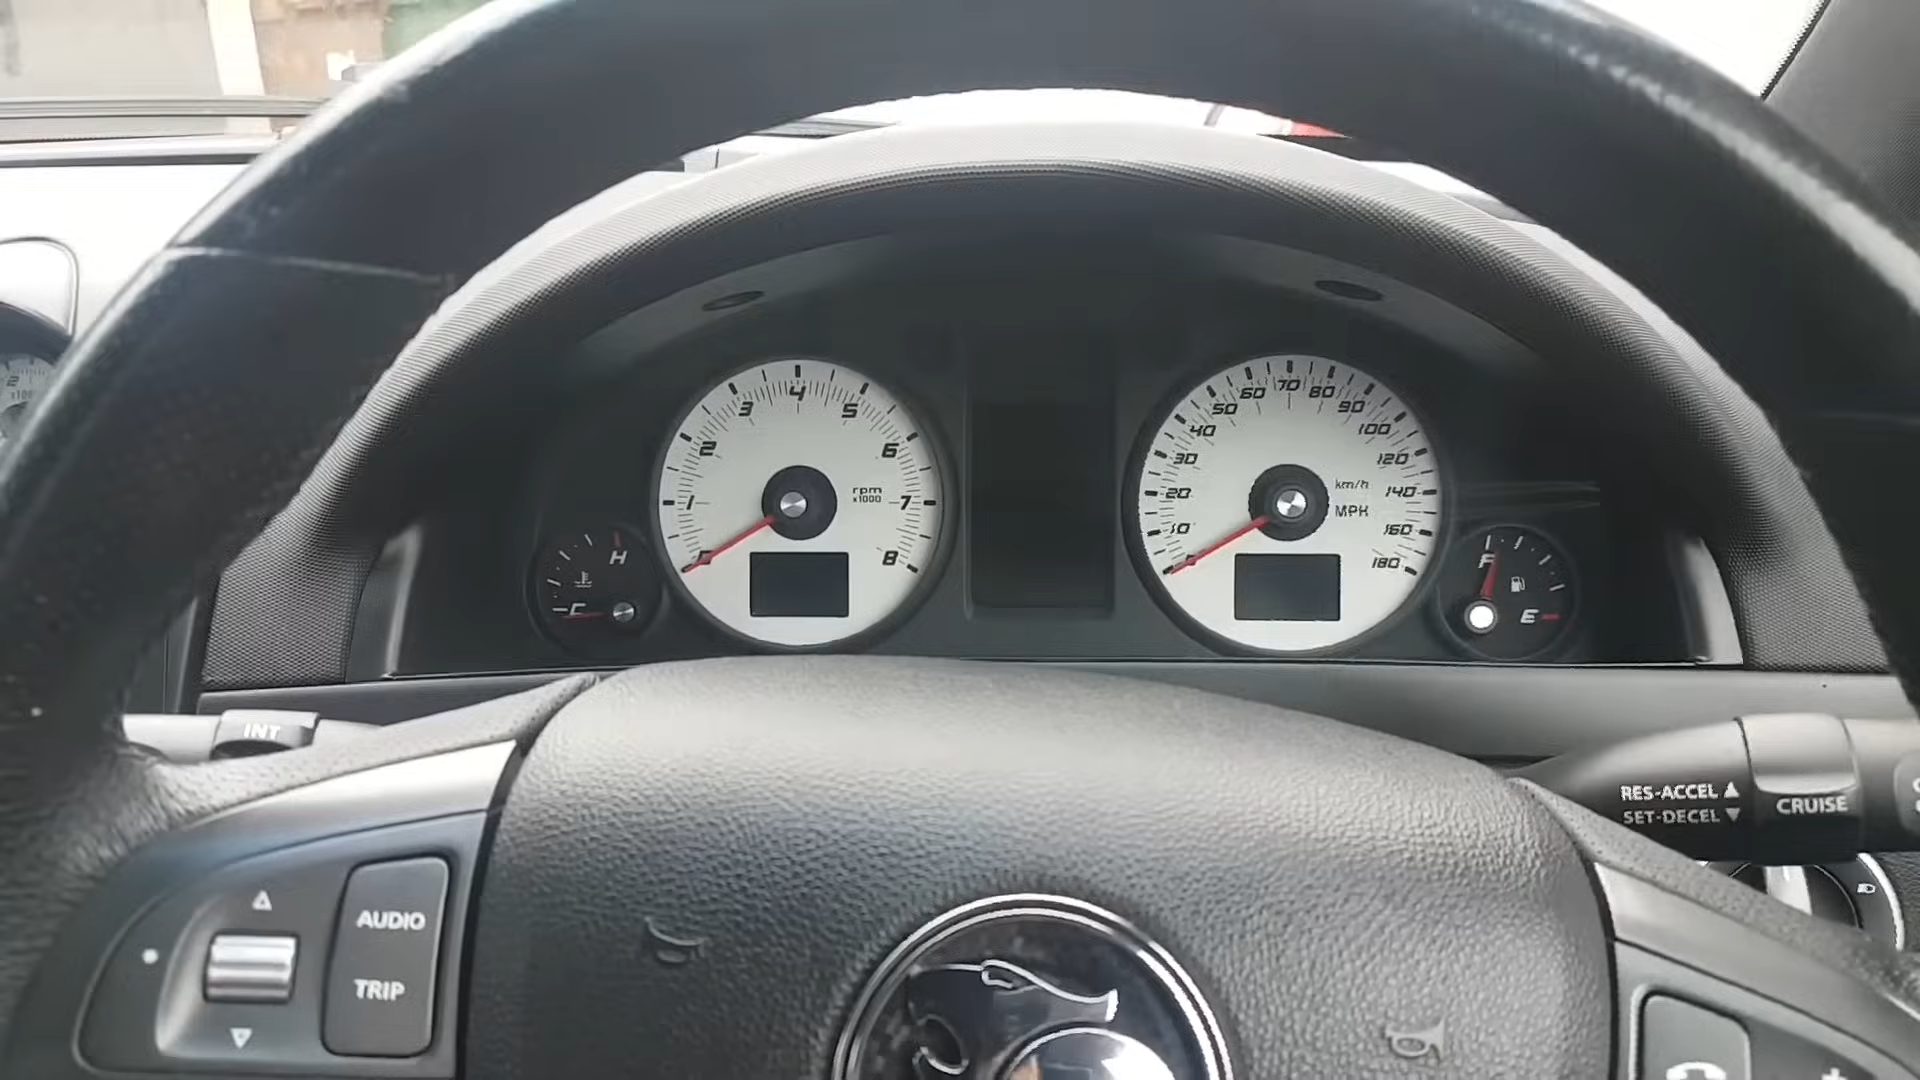 4
3
5
2
6
1
rpm
x1000
7
0
8
H
C
70
60
80
50
90
40
100
30
120
20
km/h
140
MPH
10
160
180
F
E
INT
RES-ACCEL ▲
SET-DECEL ▼
CRUISE
AUDIO
TRIP